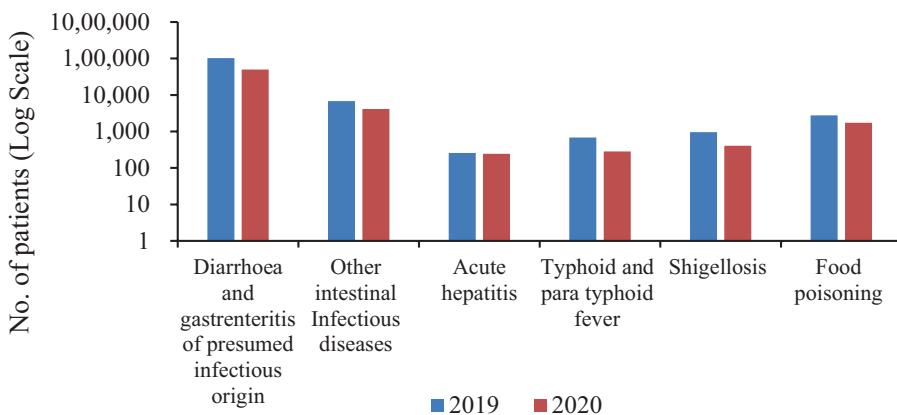 No. of patients (Log Scale)
10,00,000
1,00,000
10,000
1,000
100
10
1
Diarrhoea
and
gastrenteritis
of presumed
infectious
origin
Other
intestinal
Infectious
diseases
Acute
hepatitis
Typhoid and
para typhoid
fever
Shigellosis
Food
poisoning
2019
2020